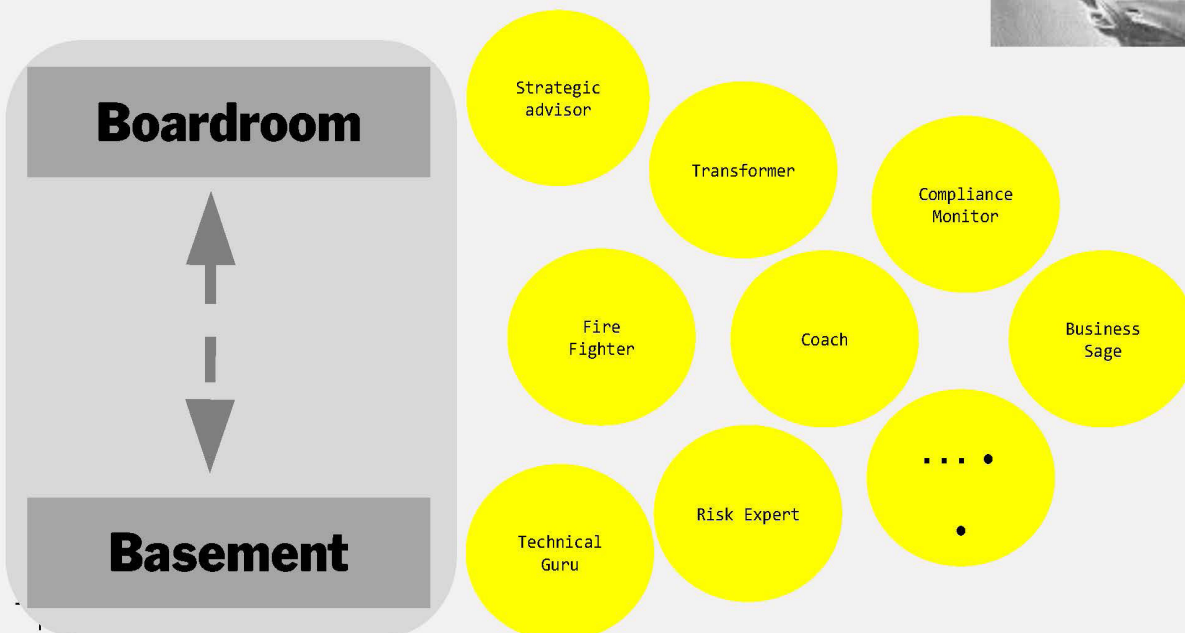 Boardroom
Basement
Strategic
advisor
Transformer
Compliance
Monitor
Fire
Fighter
Coach
Business
Sage
Technical
Guru
Risk Expert
... •
•